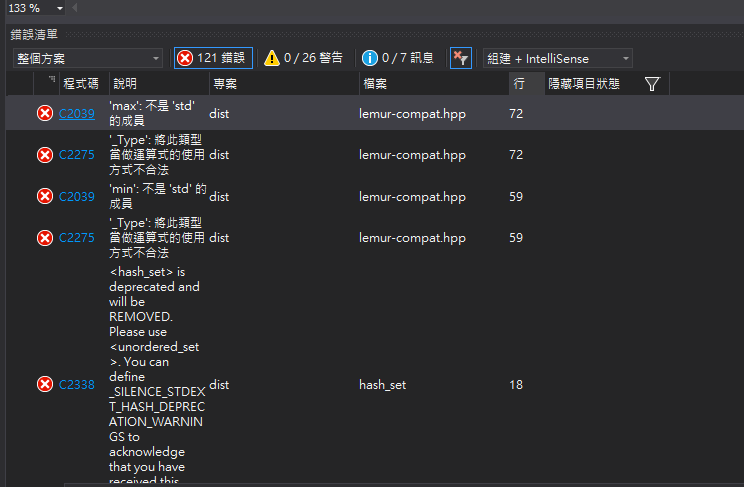 133 %
錯誤清單
整個方案
121 錯誤
0 / 26 警告
0 / 7 訊息
組建 + IntelliSense
程式碼
說明
專案
檔案
行
隱藏項目狀態
C2039
'max': 不是 'std'
的成員
dist
lemur-compat.hpp
72
C2275
'_Type': 將此類型
當做運算式的使用
方式不合法
dist
lemur-compat.hpp
72
C2039
'min': 不是 'std' 的
成員
dist
lemur-compat.hpp
59
C2275
'_Type': 將此類型
當做運算式的使用
方式不合法
dist
lemur-compat.hpp
59
C2338
<hash_set> is
deprecated and
will be
REMOVED.
Please use
<unordered_set
>. You can
define
_SILENCE_STDEX
T_HASH_DEPREC
ATION_WARNIN
GS to
acknowledge
that you have
received this
dist
hash_set
18